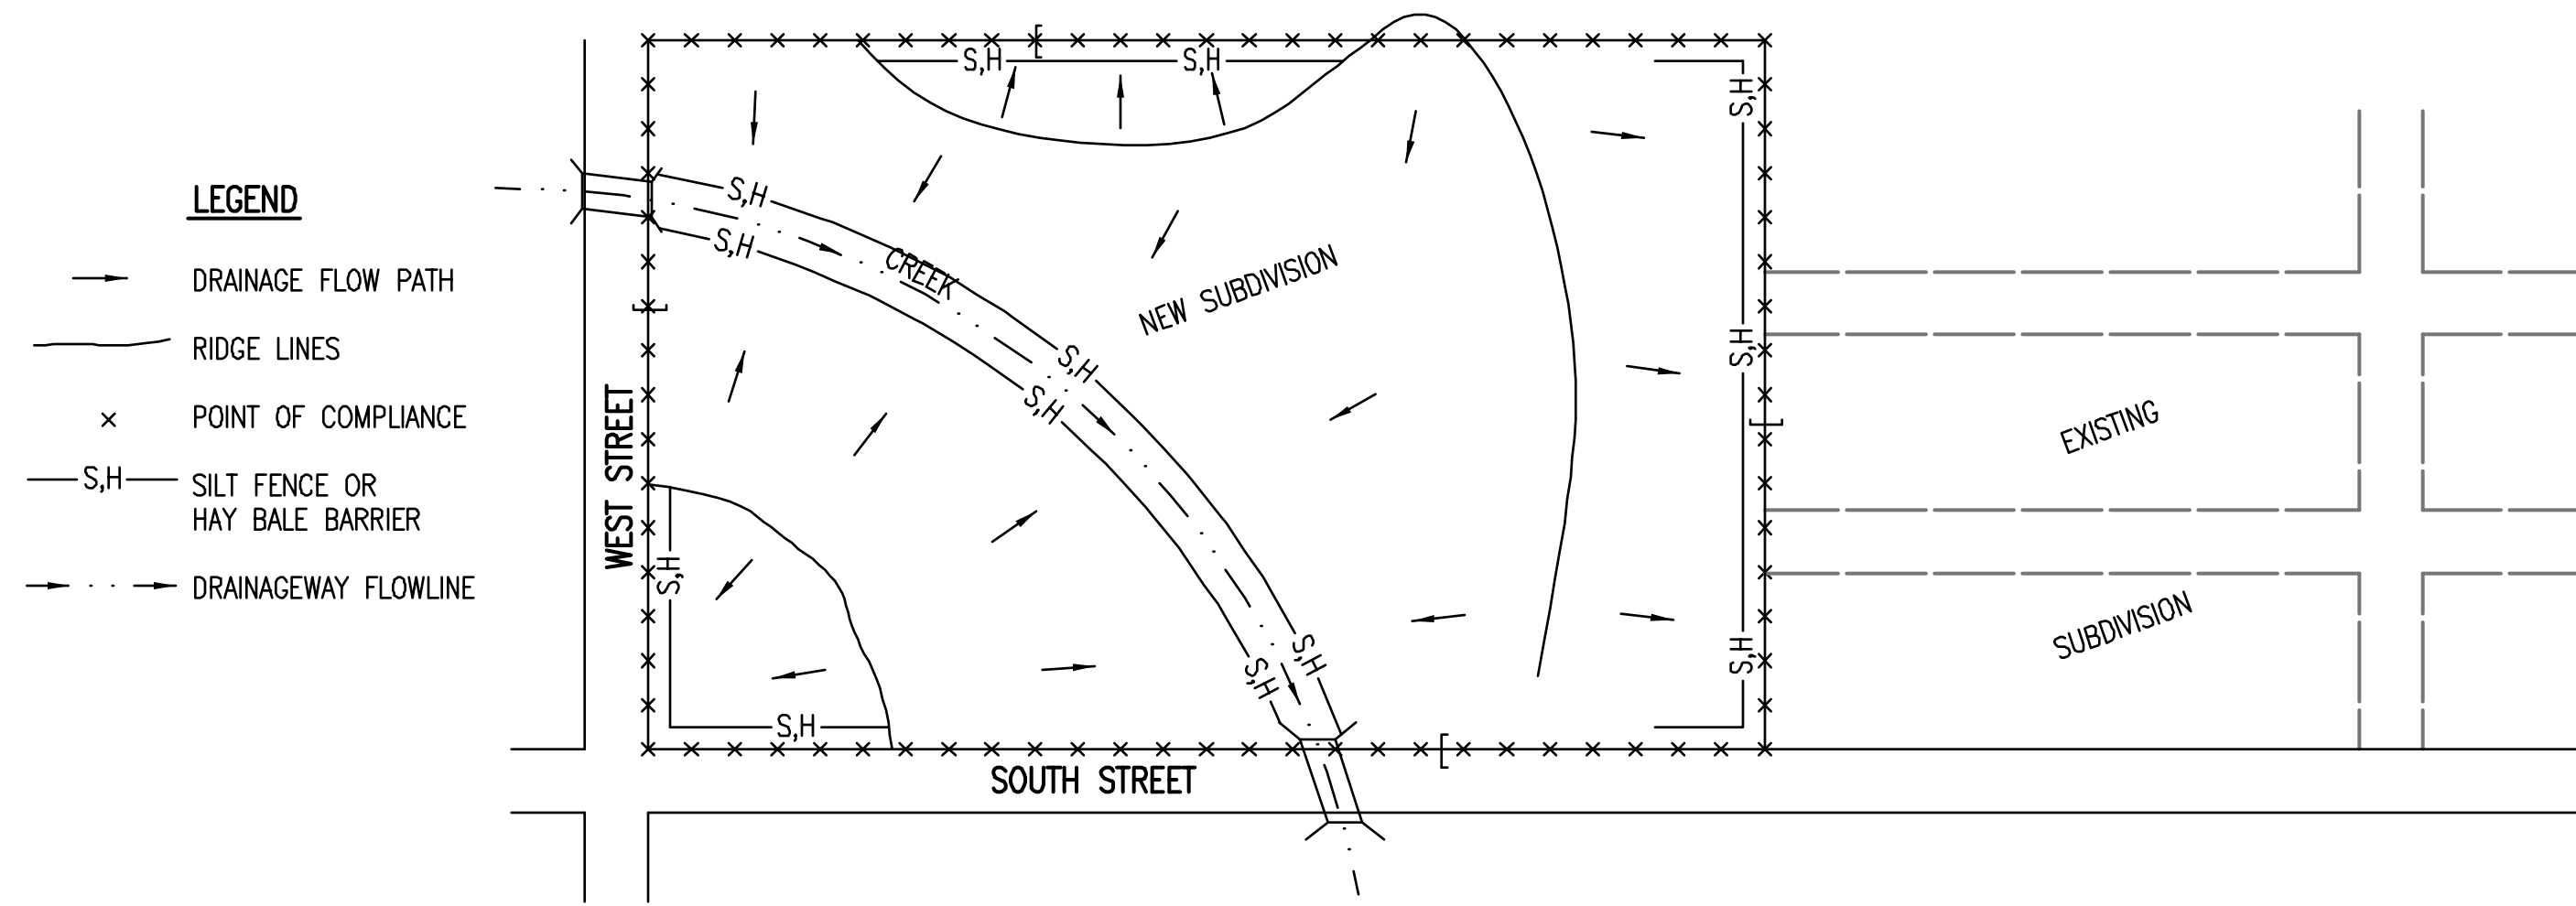 LEGEND
DRAINAGE FLOW PATH
RIDGE LINES
POINT OF COMPLIANCE
S,H
SILT FENCE OR
HAY BALE BARRIER
DRAINAGEWAY FLOWLINE
S,H
S,H
S,H
S,H
S,H
CREEK
NEW SUBDIVISION
S,H
S,H
S,H
WEST STREET
EXISTING
S,H
S,H
S,H
S,H
SUBDIVISION
S,H
SOUTH STREET